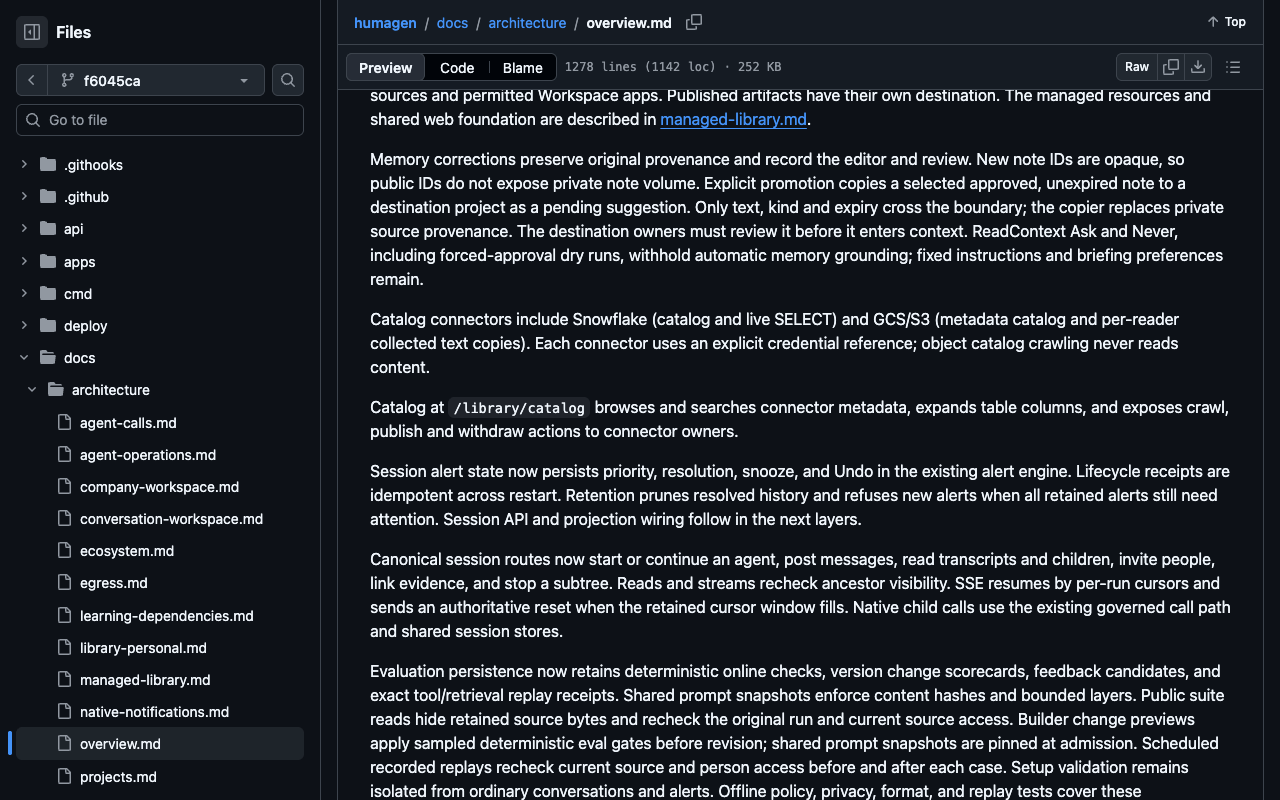 Files
humagen / docs / architecture / overview.md
Top
f6045ca
Preview Code Blame 1278 lines (1142 loc) · 252 KB
Raw
Go to file
.githooks
.github
api
apps
cmd
deploy
docs
architecture
agent-calls.md
agent-operations.md
company-workspace.md
conversation-workspace.md
ecosystem.md
egress.md
learning-dependencies.md
library-personal.md
managed-library.md
native-notifications.md
overview.md
projects.md
sources and permitted Workspace apps. Published artifacts have their own destination. The managed resources and
shared web foundation are described in managed-library.md.
Memory corrections preserve original provenance and record the editor and review. New note IDs are opaque, so
public IDs do not expose private note volume. Explicit promotion copies a selected approved, unexpired note to a
destination project as a pending suggestion. Only text, kind and expiry cross the boundary; the copier replaces private
source provenance. The destination owners must review it before it enters context. ReadContext Ask and Never,
including forced-approval dry runs, withhold automatic memory grounding; fixed instructions and briefing preferences
remain.
Catalog connectors include Snowflake (catalog and live SELECT) and GCS/S3 (metadata catalog and per-reader
collected text copies). Each connector uses an explicit credential reference; object catalog crawling never reads
content.
Catalog at /library/catalog browses and searches connector metadata, expands table columns, and exposes crawl,
publish and withdraw actions to connector owners.
Session alert state now persists priority, resolution, snooze, and Undo in the existing alert engine. Lifecycle receipts are
idempotent across restart. Retention prunes resolved history and refuses new alerts when all retained alerts still need
attention. Session API and projection wiring follow in the next layers.
Canonical session routes now start or continue an agent, post messages, read transcripts and children, invite people,
link evidence, and stop a subtree. Reads and streams recheck ancestor visibility. SSE resumes by per-run cursors and
sends an authoritative reset when the retained cursor window fills. Native child calls use the existing governed call path
and shared session stores.
Evaluation persistence now retains deterministic online checks, version change scorecards, feedback candidates, and
exact tool/retrieval replay receipts. Shared prompt snapshots enforce content hashes and bounded layers. Public suite
reads hide retained source bytes and recheck the original run and current source access. Builder change previews
apply sampled deterministic eval gates before revision; shared prompt snapshots are pinned at admission. Scheduled
recorded replays recheck current source and person access before and after each case. Setup validation remains
isolated from ordinary conversations and alerts. Offline policy, privacy, format, and replay tests cover these